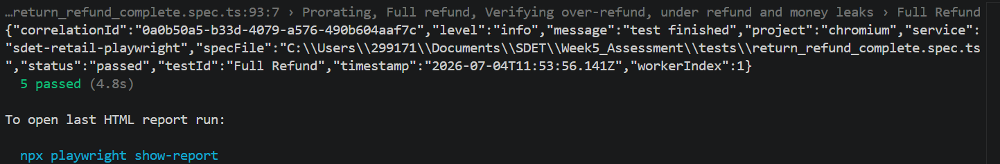 …return_refund_complete.spec.ts:93:7 › Prorating, Full refund, Verifying over-refund, under refund and money leaks › Full Refund
{"correlationId":"0a0b50a5-b33d-4079-a576-490b604aaf7c","level":"info","message":"test finished","project":"chromium","service":
"sdet-retail-playwright","specFile":"C:\\Users\\299171\\Documents\\SDET\\Week5_Assessment\\tests\\return_refund_complete.spec.ts
","status":"passed","testId":"Full Refund","timestamp":"2026-07-04T11:53:56.141Z","workerIndex":1}
5 passed (4.8s)
To open last HTML report run:
npx playwright show-report